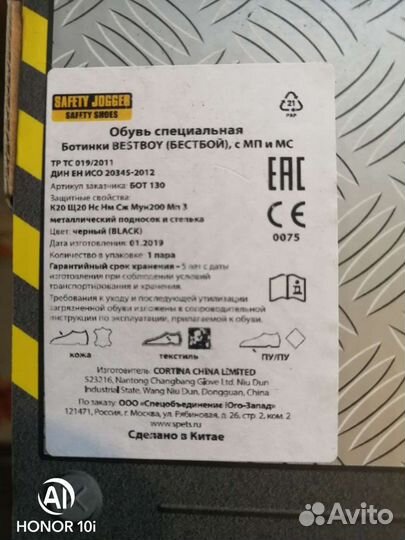 SAFETY JOGGER
SAFETY SHOES
21
PAP
Обувь специальная
Ботинки BESTBOY (БЕСТБОЙ), с МП и МС
ТР ТС 019/2011
ДИН ЕН ИСО 20345-2012
Артикул заказчика: БОТ 130
Защитные свойства:
К20 Щ20 Нс Нм Сж Мун200 Мп З
металлический подносок и стелька
Цвет: черный (BLACK)
Дата изготовления: 01.2019
Количество в упаковке: 1 пара
Гарантийный срок хранения – 5 лет с даты
изготовления при соблюдении условий
транспортирования и хранения.
Требования к уходу и последующей утилизации
загрязненной обуви изложены в сопроводительной
инструкции по эксплуатации, прилагаемой к обуви.
EAC
CE
0075
кожа
текстиль
ПУ/ПУ
Изготовитель: CORTINA CHINA LIMITED
523216, Nantong Changbang Glove Ltd. Niu Dun
Industrial State, Wang Niu Dun, Dongguan, China
По заказу: ООО «Спецобъединение Юго-Запад»
121471, Россия, г. Москва, ул. Рябиновая, д. 26, стр. 2, ком. 2
www.spets.ru
Сделано в Китае
AI
HONOR 10i
Avito